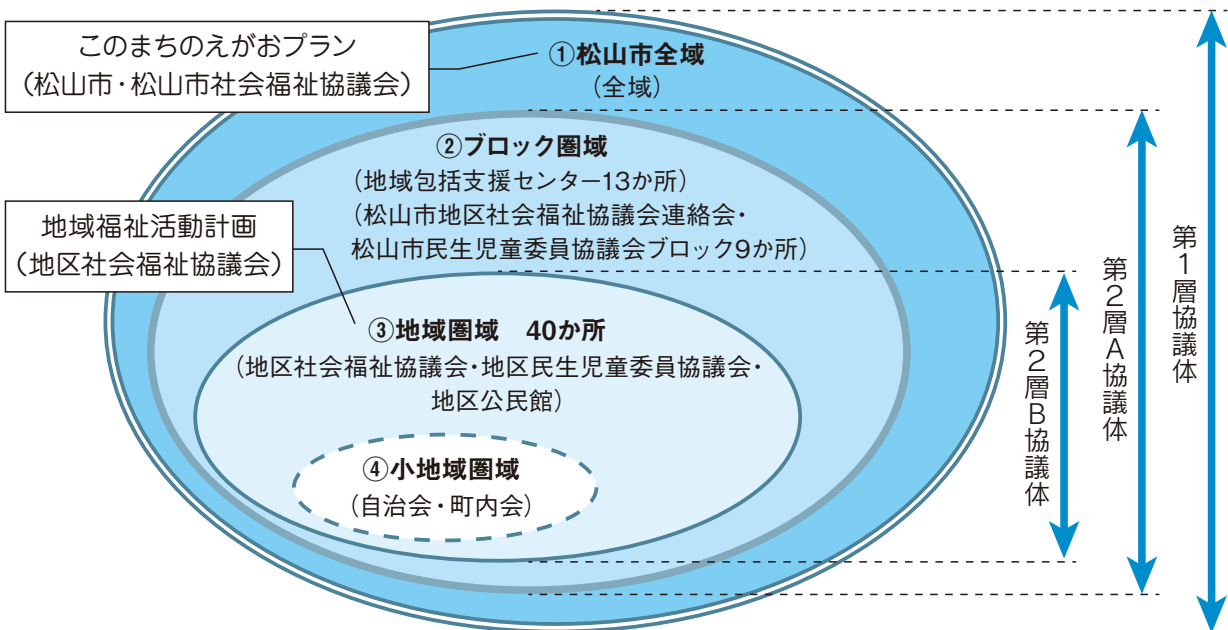 このまちのえがおプラン
（松山市・松山市社会福祉協議会）
①松山市全域
（全域）
②ブロック圏域
（地域包括支援センター13か所）
（松山市地区社会福祉協議会連絡会・
松山市民生児童委員協議会ブロック9か所）
地域福祉活動計画
（地区社会福祉協議会）
③地域圏域　40か所
（地区社会福祉協議会・地区民生児童委員協議会・
地区公民館）
④小地域圏域
（自治会・町内会）
第2層B協議体
第2層A協議体
第1層協議体